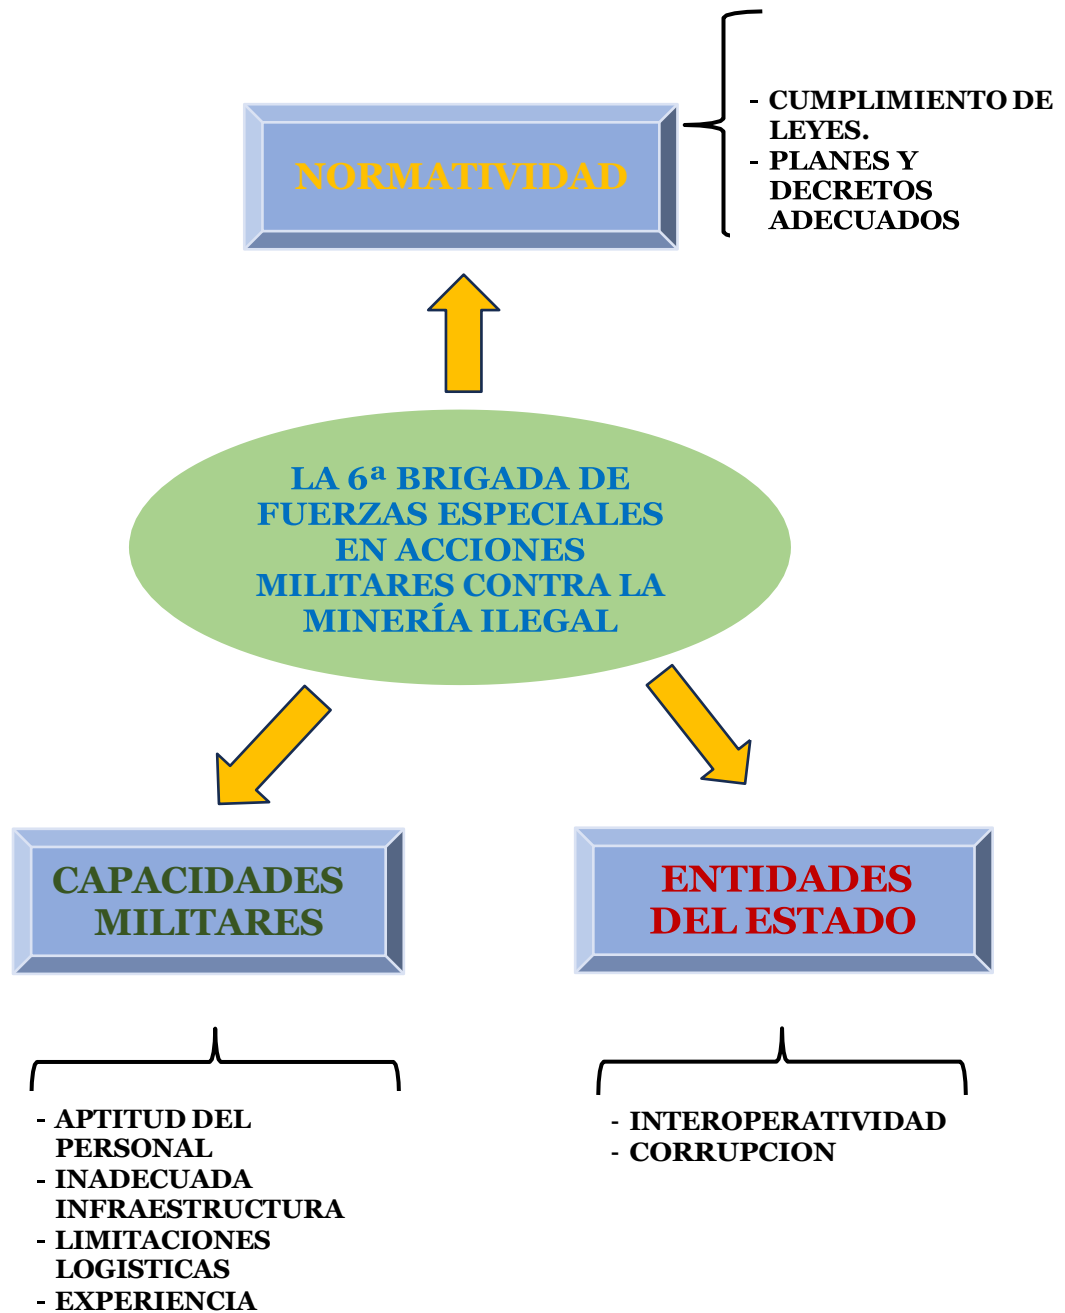 NORMATIVIDAD
- CUMPLIMIENTO DE
LEYES.
- PLANES Y
DECRETOS
ADECUADOS
LA 6ª BRIGADA DE
FUERZAS ESPECIALES
EN ACCIONES
MILITARES CONTRA LA
MINERÍA ILEGAL
CAPACIDADES
MILITARES
- APTITUD DEL
PERSONAL
- INADECUADA
INFRAESTRUCTURA
- LIMITACIONES
LOGISTICAS
- EXPERIENCIA
ENTIDADES
DEL ESTADO
- INTEROPERATIVIDAD
- CORRUPCION